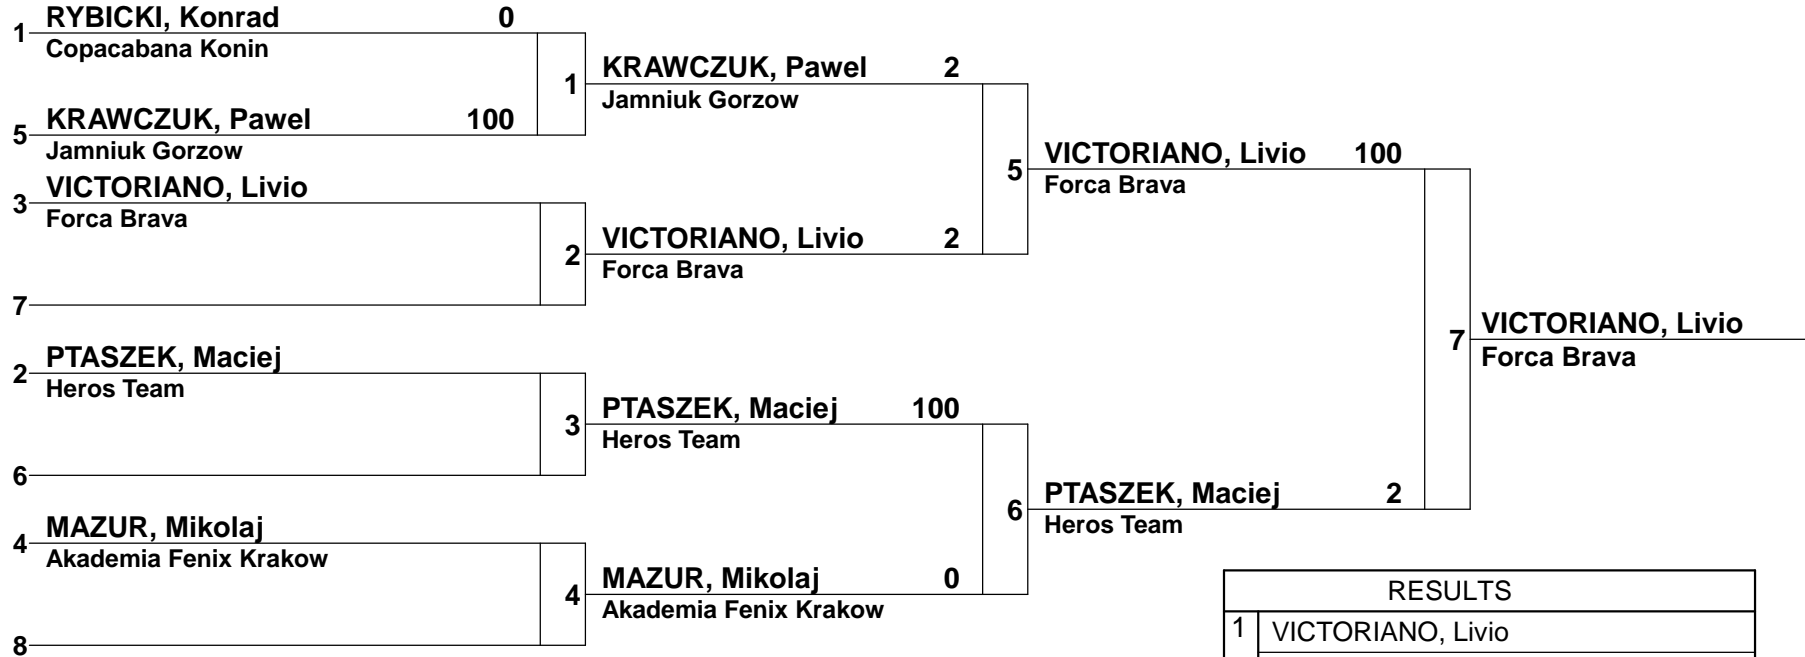 1 RYBICKI, Konrad 0
Copacabana Konin
5 KRAWCZUK, Pawel 100
Jamniuk Gorzow
3 VICTORIANO, Livio
Forca Brava
7
2 PTASZEK, Maciej
Heros Team
6
4 MAZUR, Mikolaj
Akademia Fenix Krakow
8
1 KRAWCZUK, Pawel 2
Jamniuk Gorzow
2 VICTORIANO, Livio 2
Forca Brava
3 PTASZEK, Maciej 100
Heros Team
4 MAZUR, Mikolaj 0
Akademia Fenix Krakow
5 VICTORIANO, Livio 100
Forca Brava
6 PTASZEK, Maciej 2
Heros Team
7 VICTORIANO, Livio
Forca Brava
RESULTS
1 VICTORIANO, Livio